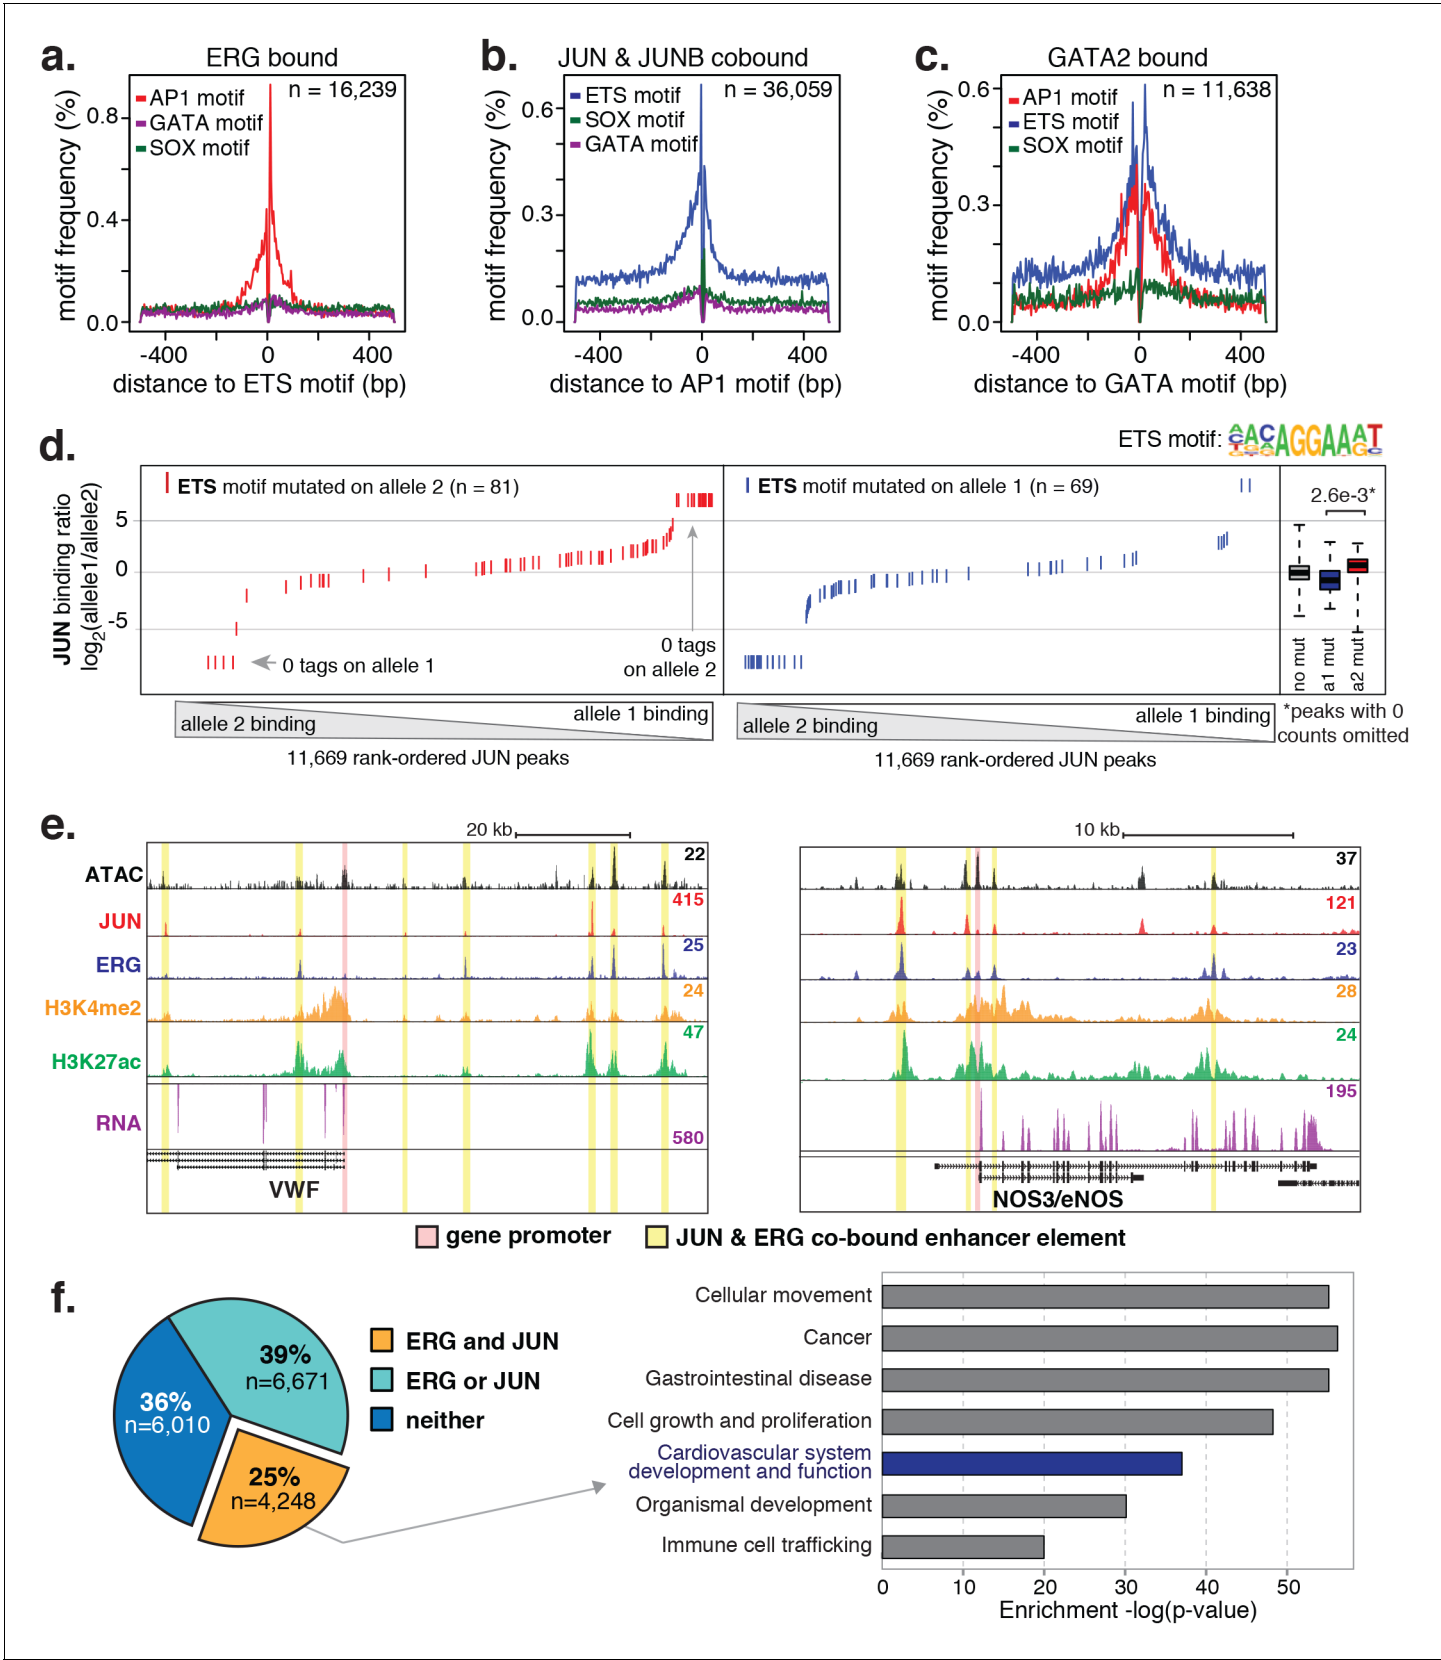 a.
ERG bound
n = 16,239
AP1 motif
GATA motif
SOX motif
motif frequency (%)
0.8
0.4
0.0
-400
0
400
distance to ETS motif (bp)
b.
JUN & JUNB cobound
n = 36,059
ETS motif
SOX motif
GATA motif
motif frequency (%)
0.6
0.3
0.0
-400
0
400
distance to AP1 motif (bp)
c.
GATA2 bound
n = 11,638
AP1 motif
ETS motif
SOX motif
motif frequency (%)
0.6
0.3
0.0
-400
0
400
distance to GATA motif (bp)
d.
ETS motif:
JUN binding ratio
log2(allele1/allele2)
5
0
-5
ETS motif mutated on allele 2 (n = 81)
0 tags on allele 1
0 tags
on allele 2
ETS motif mutated on allele 1 (n = 69)
2.6e-3*
no mut
a1 mut
a2 mut
allele 2 binding
allele 1 binding
11,669 rank-ordered JUN peaks
allele 2 binding
allele 1 binding
11,669 rank-ordered JUN peaks
*peaks with 0
counts omitted
e.
20 kb
ATAC
22
JUN
415
ERG
25
H3K4me2
24
H3K27ac
47
RNA
580
VWF
10 kb
37
121
23
28
24
195
NOS3/eNOS
gene promoter
JUN & ERG co-bound enhancer element
f.
39%
n=6,671
36%
n=6,010
25%
n=4,248
ERG and JUN
ERG or JUN
neither
Cellular movement
Cancer
Gastrointestinal disease
Cell growth and proliferation
Cardiovascular system
development and function
Organismal development
Immune cell trafficking
0
10
20
30
40
50
Enrichment -log(p-value)